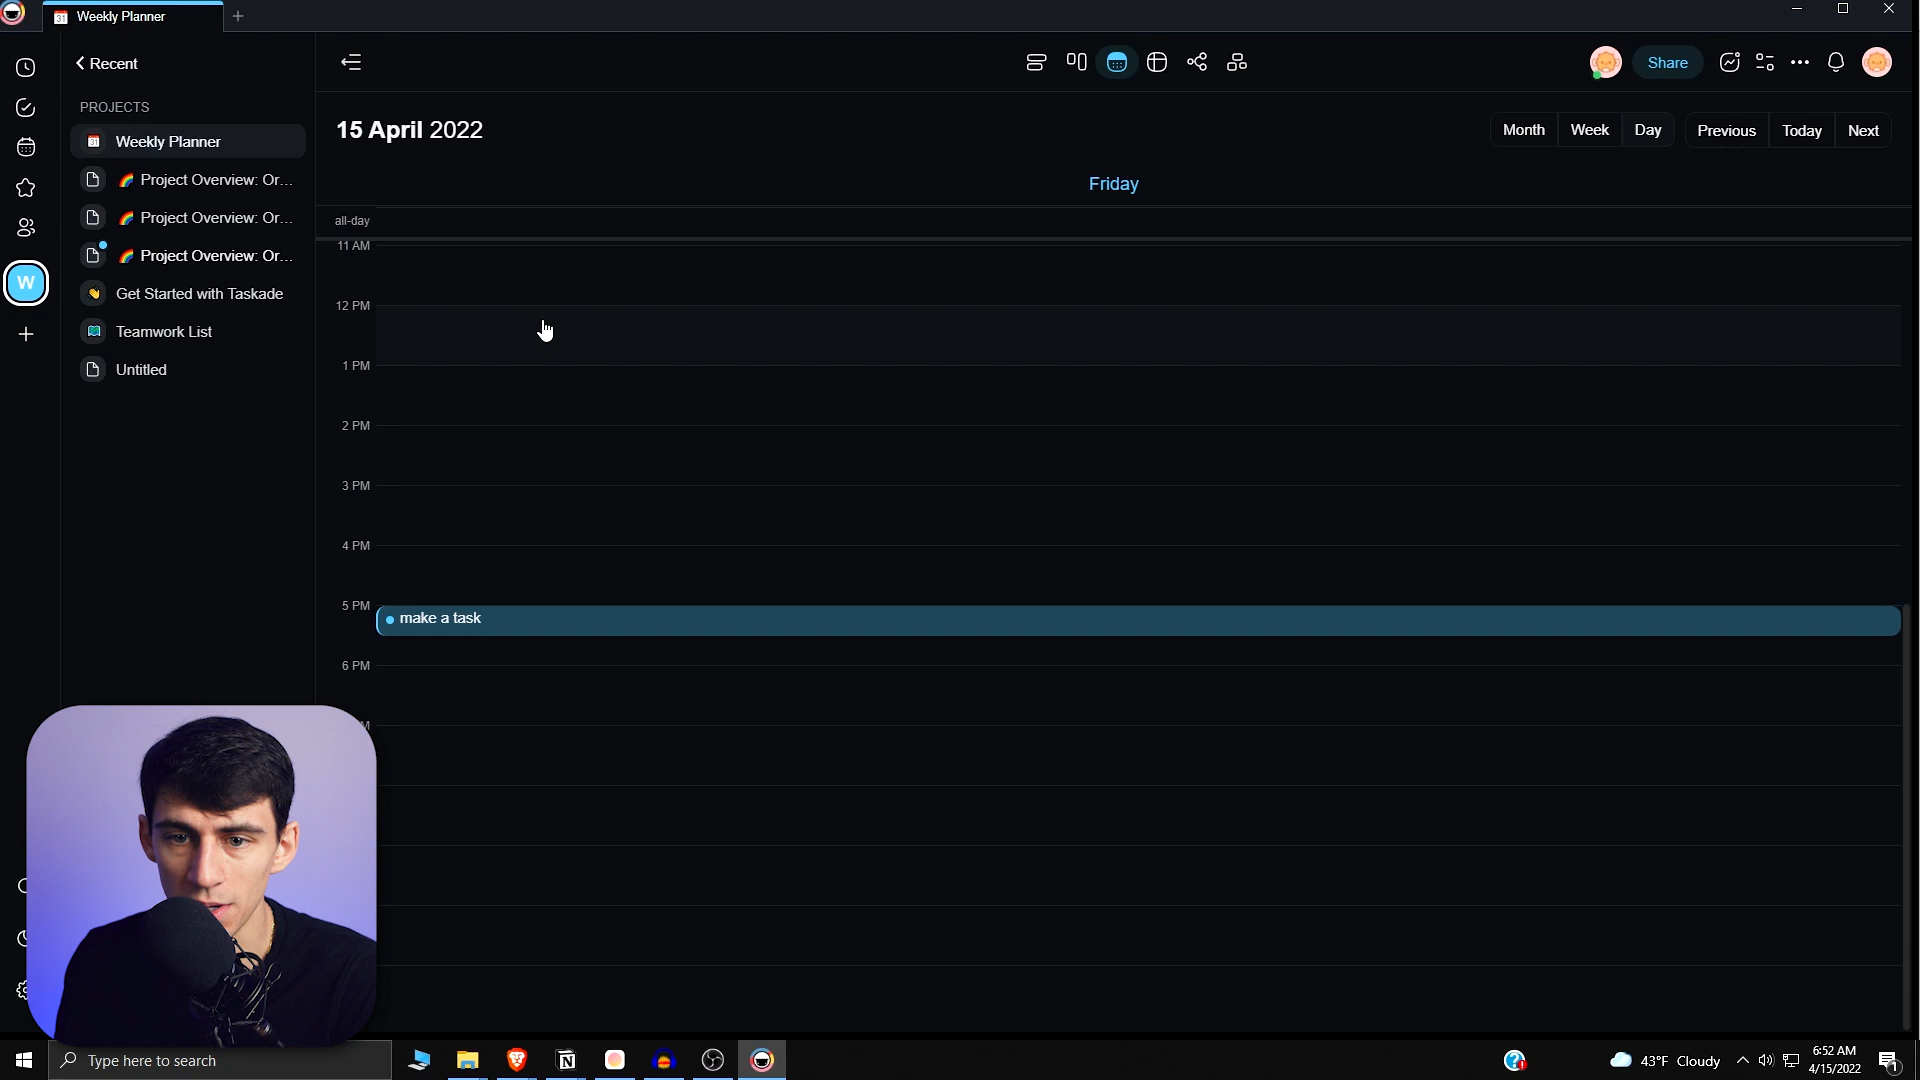 31 Weekly Planner
Recent
PROJECTS
31 Weekly Planner
Project Overview: Or...
Project Overview: Or...
Project Overview: Or...
Get Started with Taskade
Teamwork List
Untitled
W
Share
15 April 2022
Month Week Day Previous Today Next
Friday
all-day
11 AM
12 PM
1 PM
2 PM
3 PM
4 PM
5 PM make a task
6 PM
Type here to search
43°F Cloudy
6:52 AM
4/15/2022
1